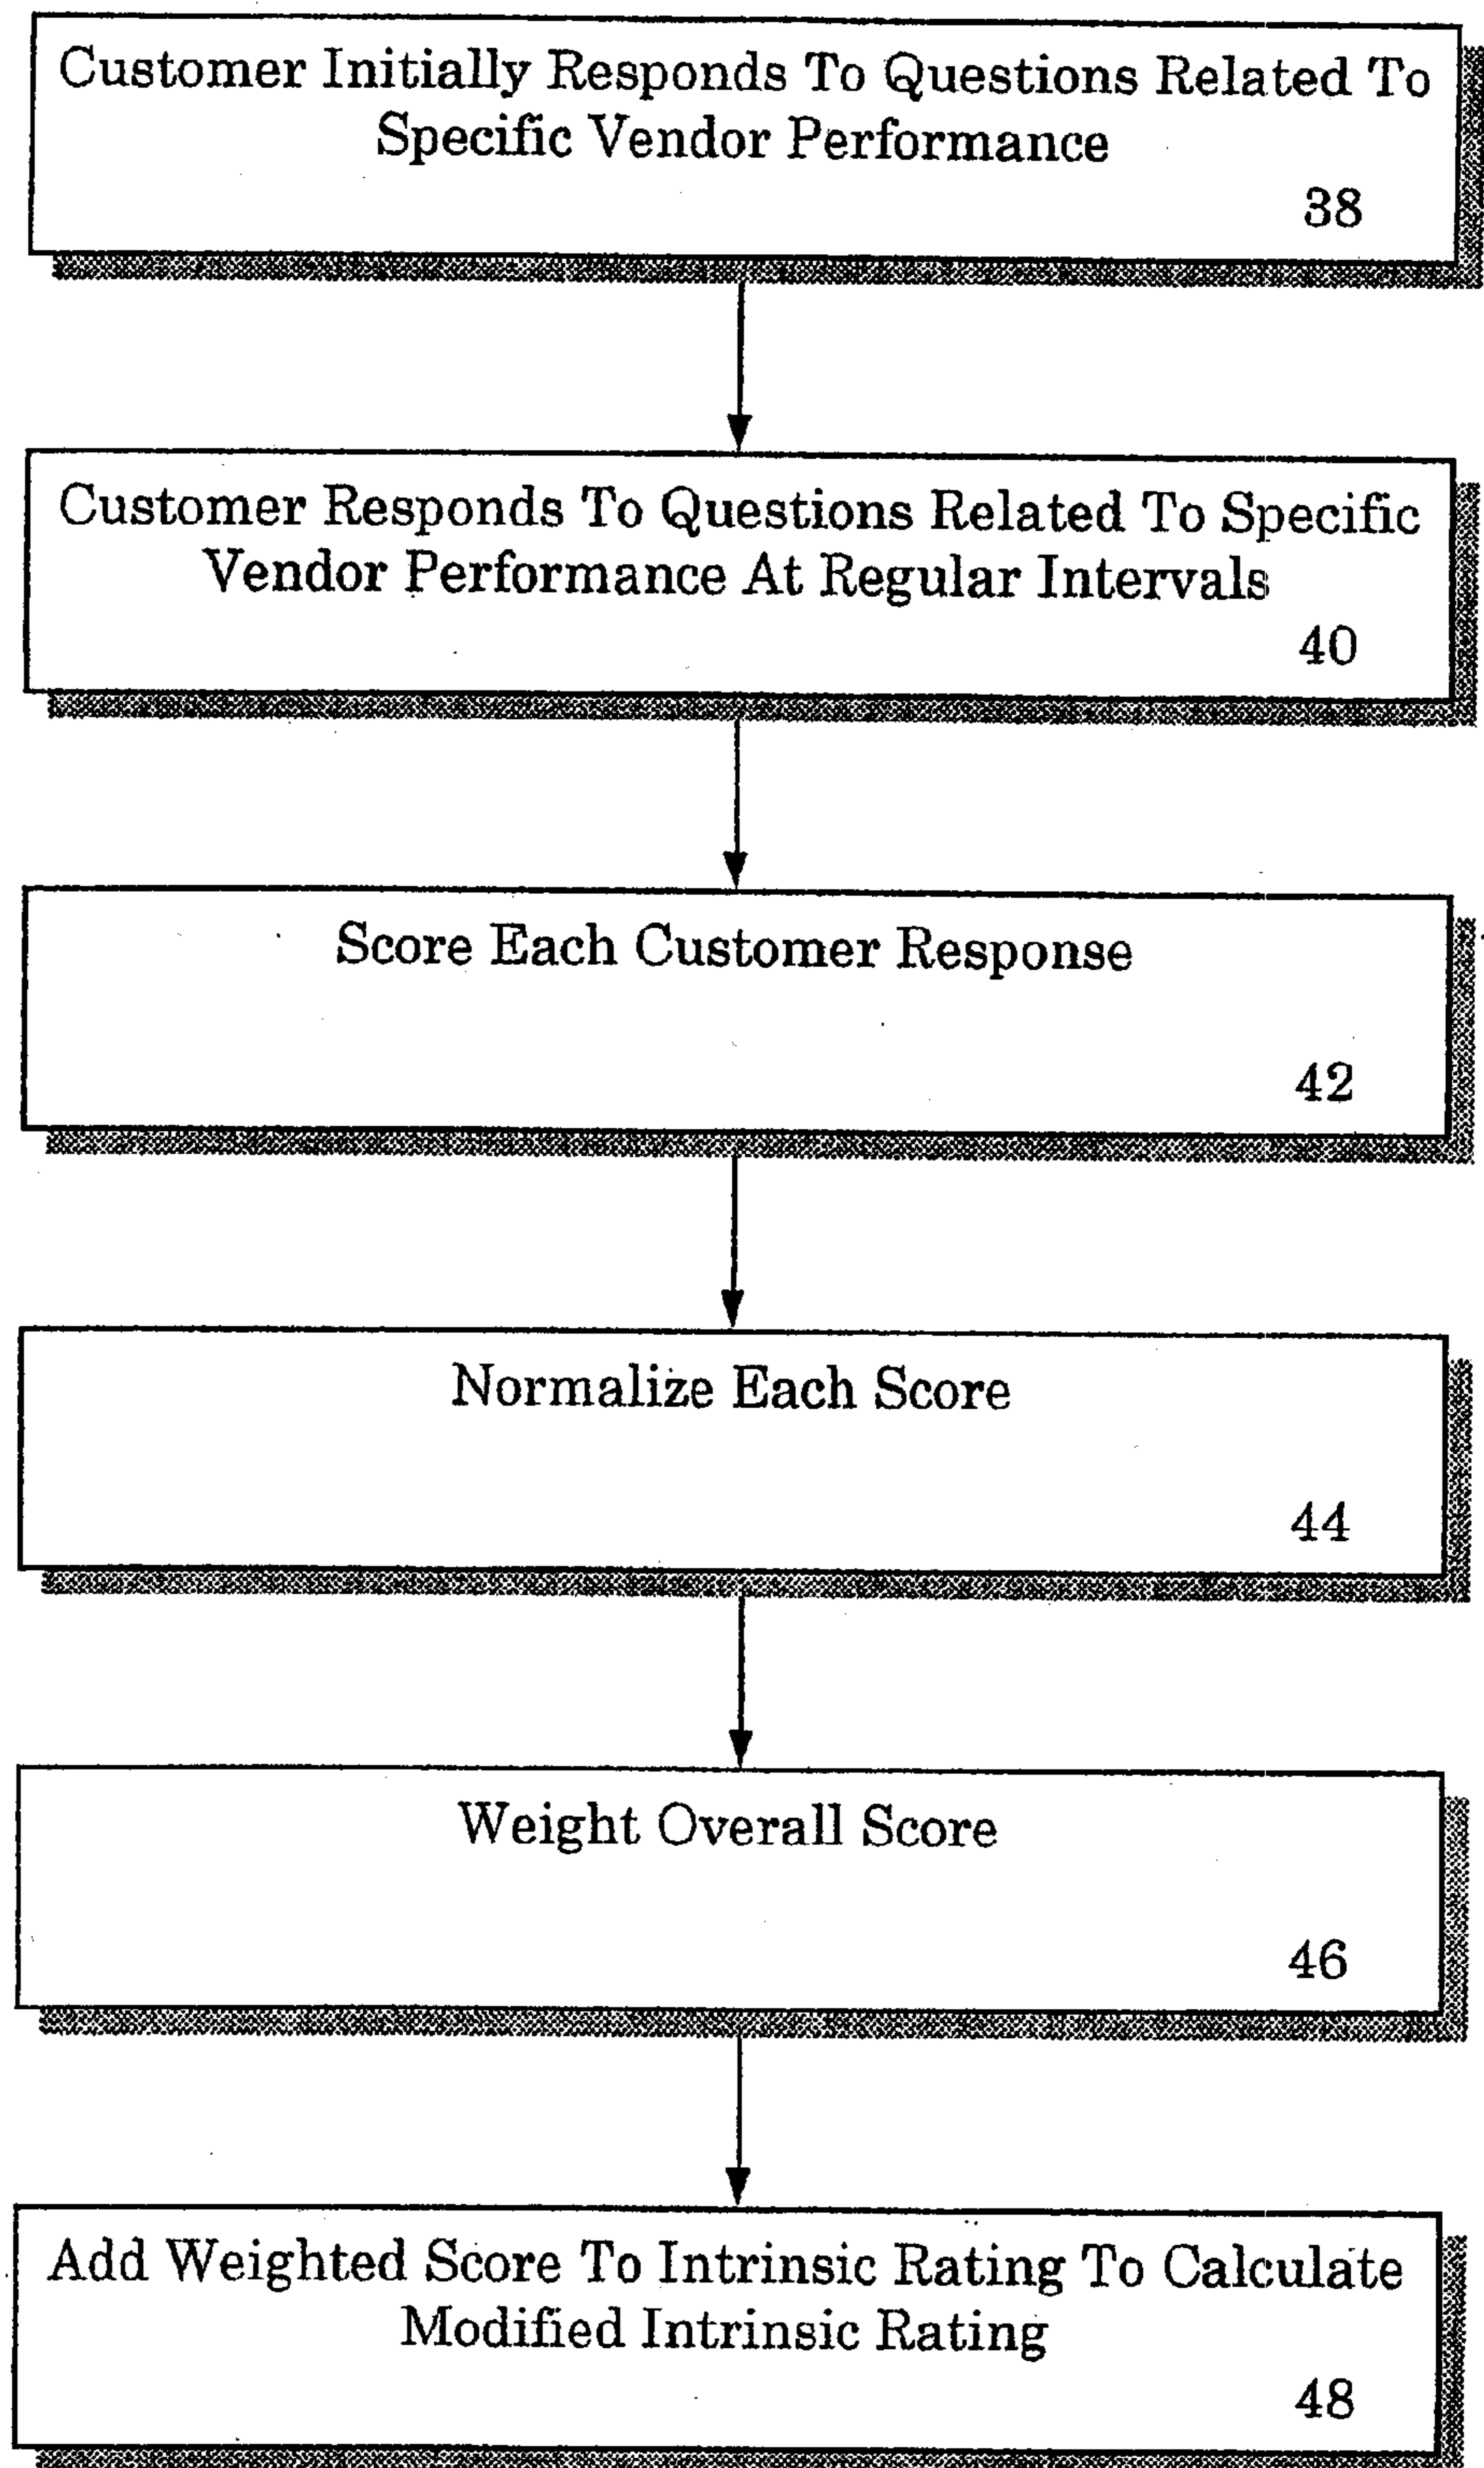 Customer Initially Responds To Questions Related To
Specific Vendor Performance
38
Customer Responds To Questions Related To Specific
Vendor Performance At Regular Intervals
40
Score Each Customer Response
42
Normalize Each Score
44
Weight Overall Score
46
Add Weighted Score To Intrinsic Rating To Calculate
Modified Intrinsic Rating
48